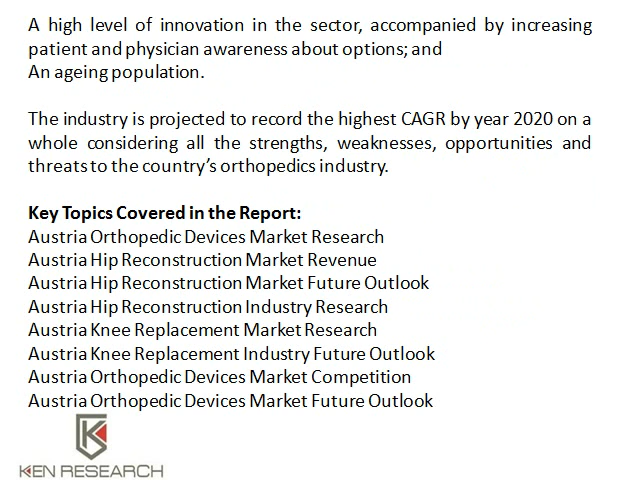 A high level of innovation in the sector, accompanied by increasing
patient and physician awareness about options; and
An ageing population.
The industry is projected to record the highest CAGR by year 2020 on a
whole considering all the strengths, weaknesses, opportunities and
threats to the country's orthopedics industry.
Key Topics Covered in the Report:
Austria Orthopedic Devices Market Research
Austria Hip Reconstruction Market Revenue
Austria Hip Reconstruction Market Future Outlook
Austria Hip Reconstruction Industry Research
Austria Knee Replacement Market Research
Austria Knee Replacement Industry Future Outlook
Austria Orthopedic Devices Market Competition
Austria Orthopedic Devices Market Future Outlook
KEN RESEARCH